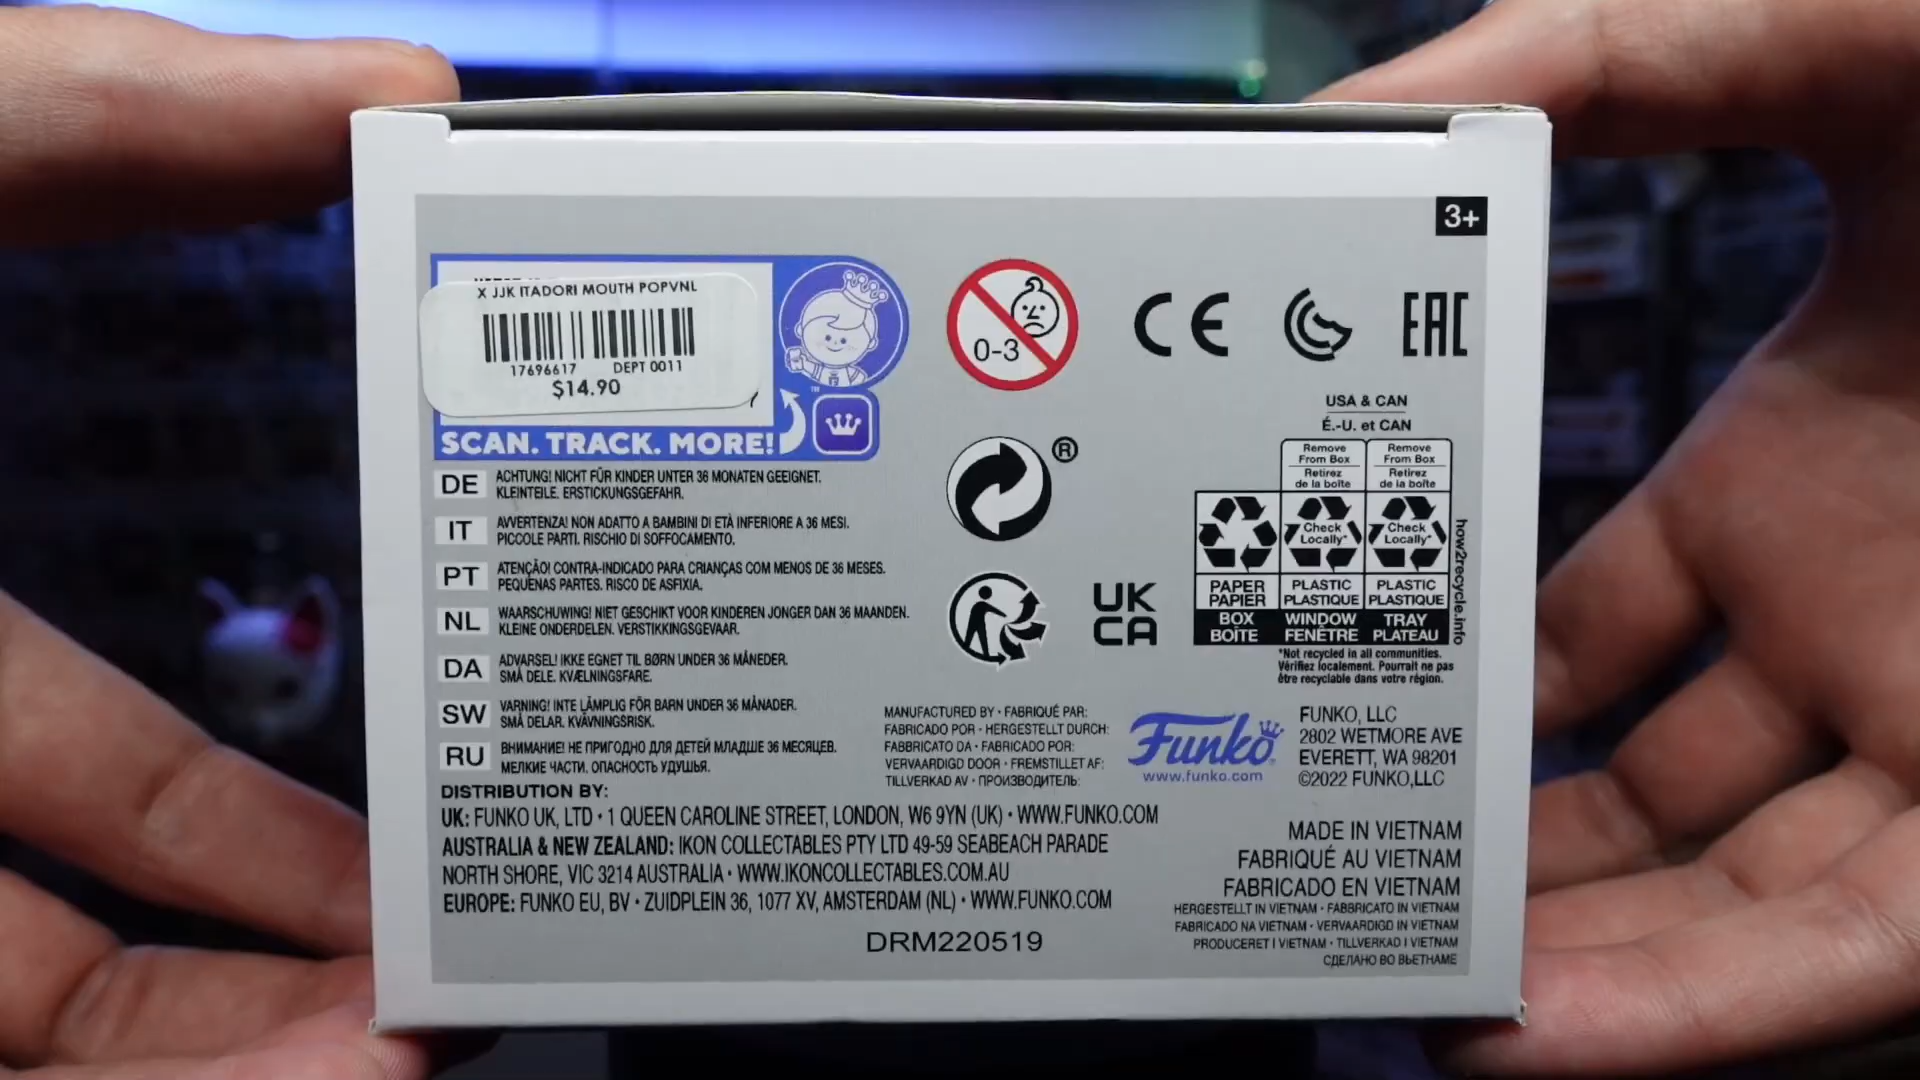 3+
X JJK ITADORI MOUTH POPVNL
17696617 DEPT 0011
$14.90
SCAN. TRACK. MORE!
™
0-3
CE
EAC
®
UK
CA
USA & CAN
É.-U. et CAN
Remove From Box
Retirez de la boîte
Remove From Box
Retirez de la boîte
Check Locally*
Check Locally*
PAPER
PAPIER
BOX
BOÎTE
PLASTIC
PLASTIQUE
WINDOW
FENÊTRE
PLASTIC
PLASTIQUE
TRAY
PLATEAU
how2recycle.info
*Not recycled in all communities.
Vérifiez localement. Pourrait ne pas
être recyclable dans votre région.
DE ACHTUNG! NICHT FÜR KINDER UNTER 36 MONATEN GEEIGNET.
KLEINTEILE. ERSTICKUNGSGEFAHR.
IT AVVERTENZA! NON ADATTO A BAMBINI DI ETÀ INFERIORE A 36 MESI.
PICCOLE PARTI. RISCHIO DI SOFFOCAMENTO.
PT ATENÇÃO! CONTRA-INDICADO PARA CRIANÇAS COM MENOS DE 36 MESES.
PEQUENAS PARTES. RISCO DE ASFIXIA.
NL WAARSCHUWING! NIET GESCHIKT VOOR KINDEREN JONGER DAN 36 MAANDEN.
KLEINE ONDERDELEN. VERSTIKKINGSGEVAAR.
DA ADVARSEL! IKKE EGNET TIL BØRN UNDER 36 MÅNEDER.
SMÅ DELE. KVÆLNINGSFARE.
SW VARNING! INTE LÄMPLIG FÖR BARN UNDER 36 MÅNADER.
SMÅ DELAR. KVÄVNINGSRISK.
RU ВНИМАНИЕ! НЕ ПРИГОДНО ДЛЯ ДЕТЕЙ МЛАДШЕ 36 МЕСЯЦЕВ.
МЕЛКИЕ ЧАСТИ. ОПАСНОСТЬ УДУШЬЯ.
MANUFACTURED BY • FABRIQUÉ PAR:
FABRICADO POR • HERGESTELLT DURCH:
FABBRICATO DA • FABRICADO POR:
VERVAARDIGD DOOR • FREMSTILLET AF:
TILLVERKAD AV • ПРОИЗВОДИТЕЛЬ:
Funko
www.funko.com
FUNKO, LLC
2802 WETMORE AVE
EVERETT, WA 98201
©2022 FUNKO,LLC
DISTRIBUTION BY:
UK: FUNKO UK, LTD • 1 QUEEN CAROLINE STREET, LONDON, W6 9YN (UK) • WWW.FUNKO.COM
AUSTRALIA & NEW ZEALAND: IKON COLLECTABLES PTY LTD 49-59 SEABEACH PARADE
NORTH SHORE, VIC 3214 AUSTRALIA • WWW.IKONCOLLECTABLES.COM.AU
EUROPE: FUNKO EU, BV • ZUIDPLEIN 36, 1077 XV, AMSTERDAM (NL) • WWW.FUNKO.COM
DRM220519
MADE IN VIETNAM
FABRIQUÉ AU VIETNAM
FABRICADO EN VIETNAM
HERGESTELLT IN VIETNAM • FABBRICATO IN VIETNAM
FABRICADO NA VIETNAM • VERVAARDIGD IN VIETNAM
PRODUCERET I VIETNAM • TILLVERKAD I VIETNAM
СДЕЛАНО ВО ВЬЕТНАМЕ